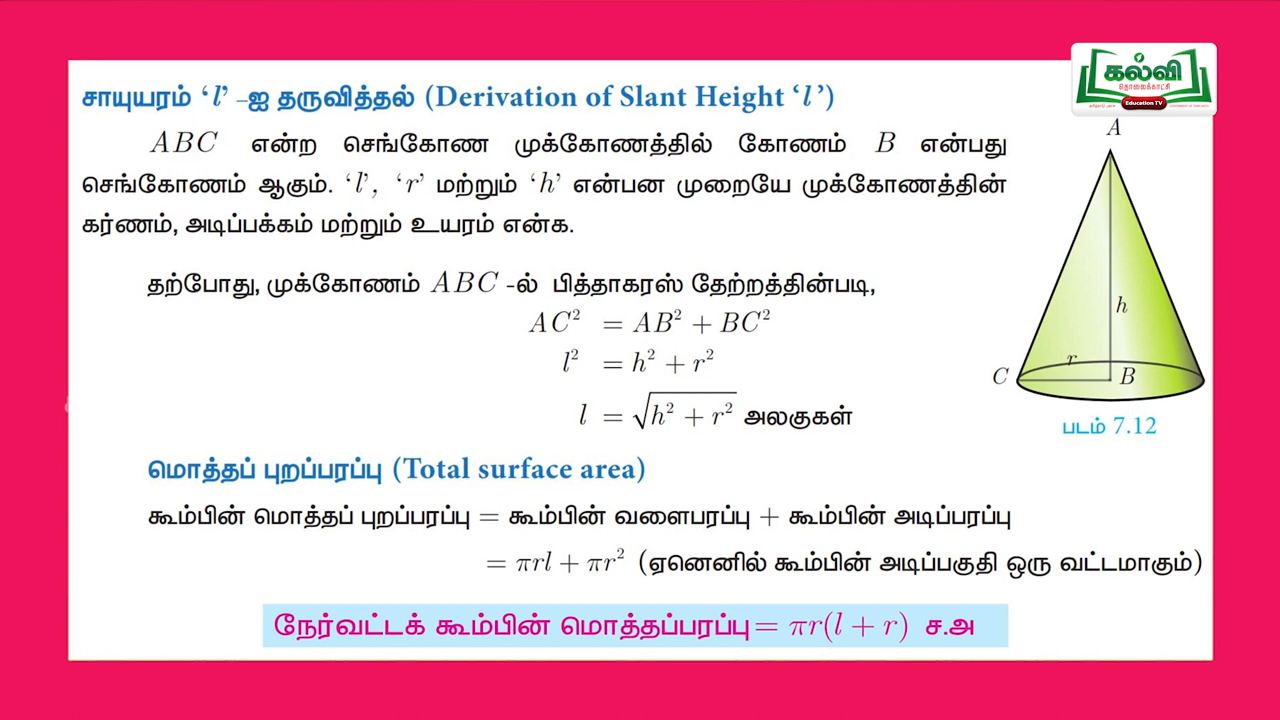 கல்வி
தொலைக்காட்சி
Education TV
சாயுயரம் ‘l’ –ஐ தருவித்தல் (Derivation of Slant Height ‘l’)
ABC என்ற செங்கோண முக்கோணத்தில் கோணம் B என்பது
செங்கோணம் ஆகும். ‘l’, ‘r’ மற்றும் ‘h’ என்பன முறையே முக்கோணத்தின்
கர்ணம், அடிப்பக்கம் மற்றும் உயரம் என்க.
தற்போது, முக்கோணம் ABC -ல் பித்தாகரஸ் தேற்றத்தின்படி,
AC² = AB² + BC²
l² = h² + r²
l = √(h² + r²) அலகுகள்
A
h
r
C
B
படம் 7.12
மொத்தப் புறப்பரப்பு (Total surface area)
கூம்பின் மொத்தப் புறப்பரப்பு = கூம்பின் வளைபரப்பு + கூம்பின் அடிப்பரப்பு
= πrl + πr² (ஏனெனில் கூம்பின் அடிப்பகுதி ஒரு வட்டமாகும்)
நேர்வட்டக் கூம்பின் மொத்தப்பரப்பு = πr(l + r) ச.அ